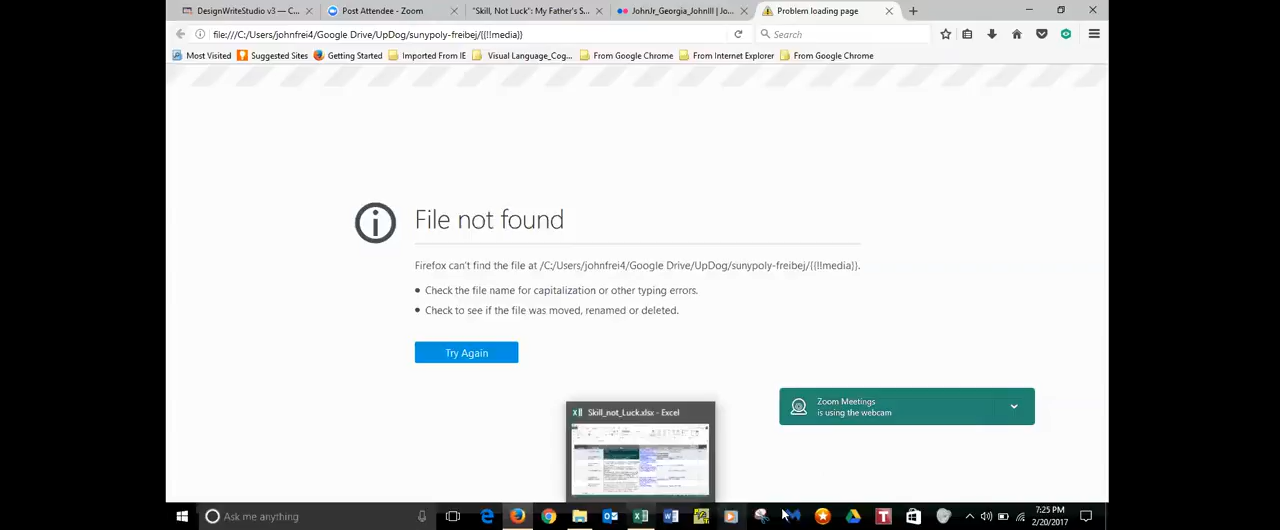 DesignWriteStudio v3 — C...
Post Attendee - Zoom
"Skill, Not Luck": My Father's S...
JohnJr_Georgia_JohnIII | Jo...
Problem loading page
file:///C:/Users/johnfrei4/Google Drive/UpDog/sunypoly-freibej/{{!!media}}
Search
Most Visited
Suggested Sites
Getting Started
Imported From IE
Visual Language_Cog...
From Google Chrome
From Internet Explorer
From Google Chrome
File not found
Firefox can't find the file at /C:/Users/johnfrei4/Google Drive/UpDog/sunypoly-freibej/{{!!media}}.
• Check the file name for capitalization or other typing errors.
• Check to see if the file was moved, renamed or deleted.
Try Again
Zoom Meetings
is using the webcam
Skill_not_Luck.xlsx - Excel
Ask me anything
7:25 PM
2/20/2017